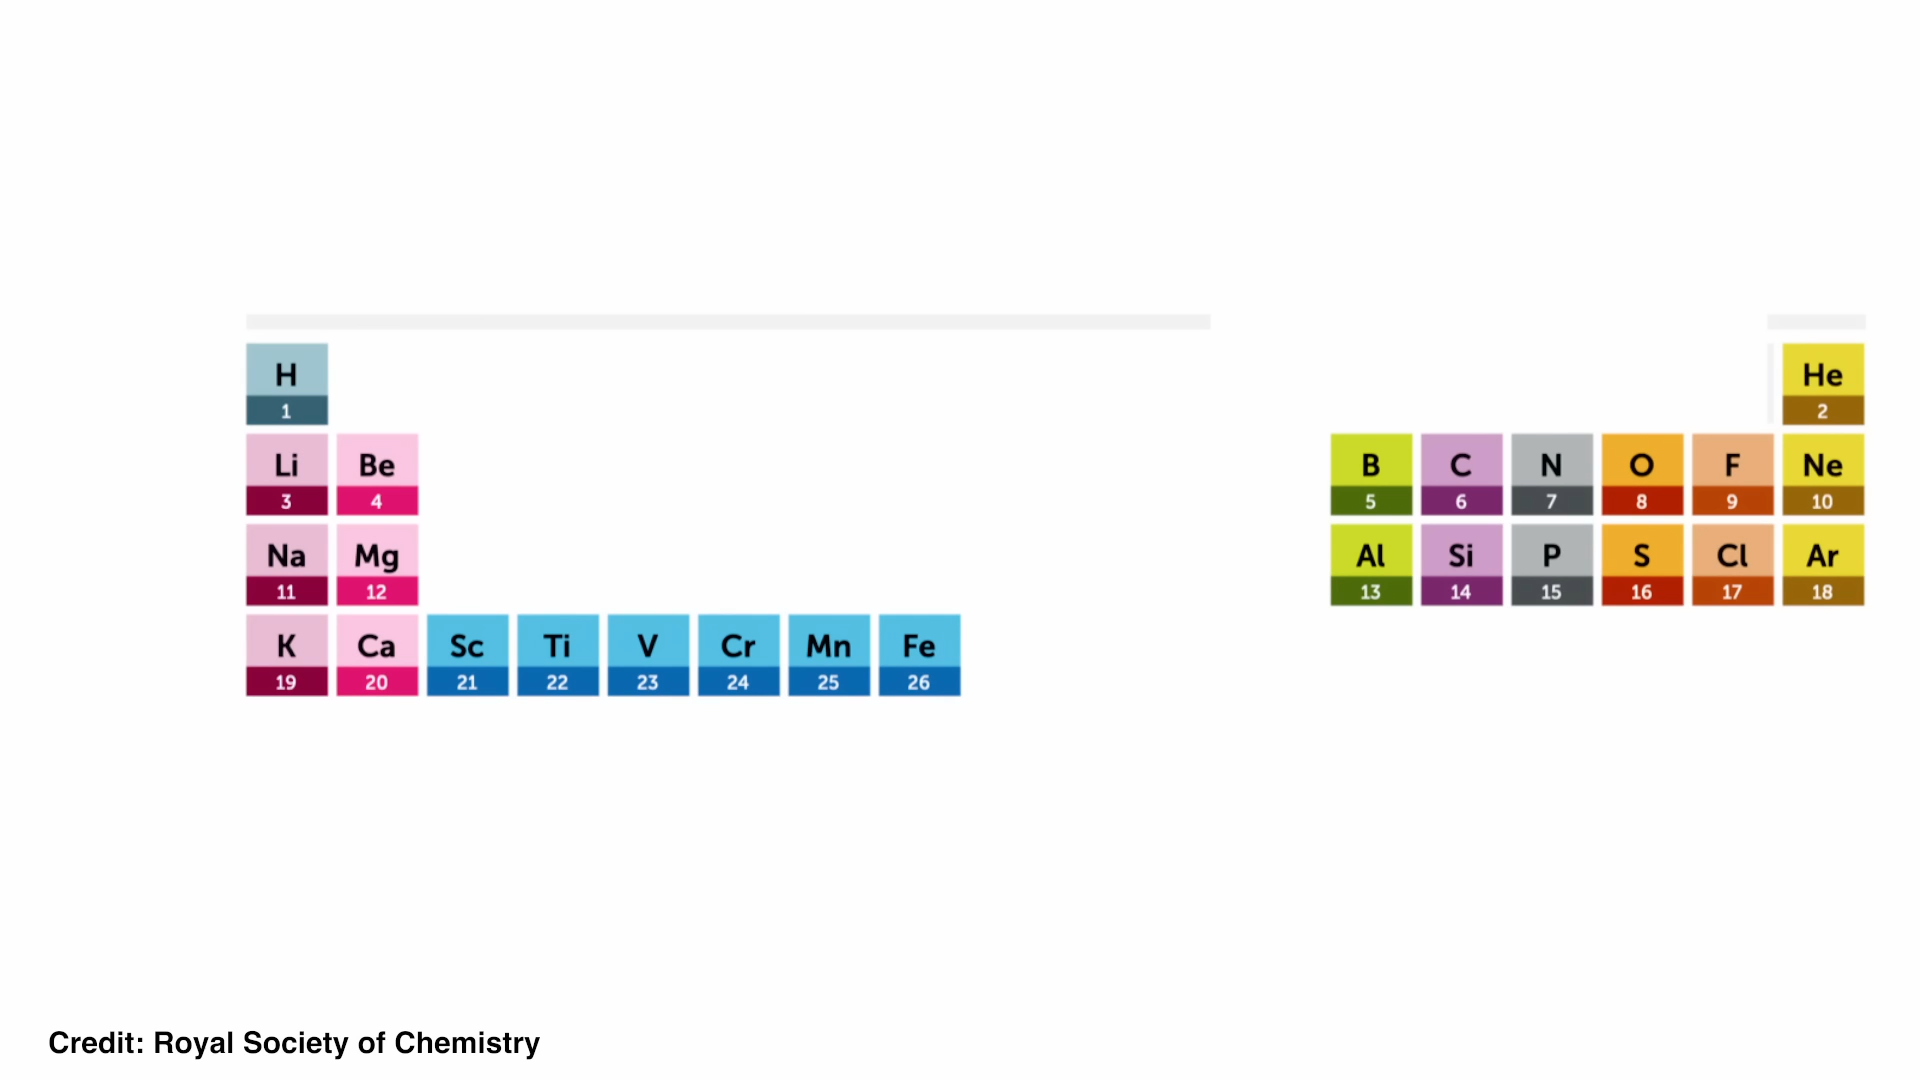 H He
1 2
Li Be B C N O F Ne
3 4 5 6 7 8 9 10
Na Mg Al Si P S Cl Ar
11 12 13 14 15 16 17 18
K Ca Sc Ti V Cr Mn Fe
19 20 21 22 23 24 25 26
Credit: Royal Society of Chemistry